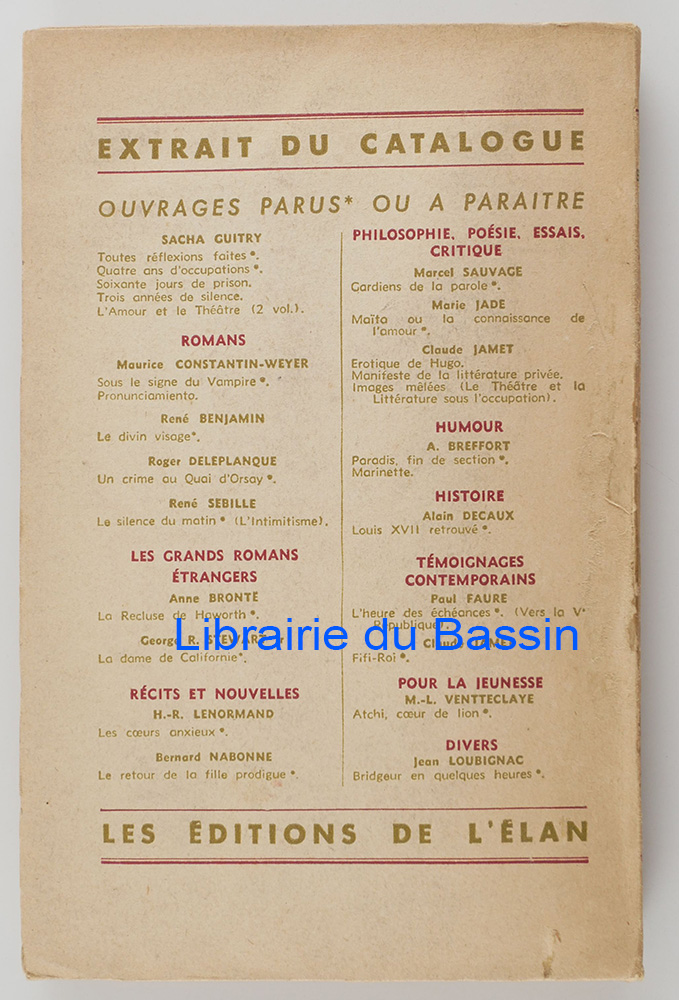 EXTRAIT DU CATALOGUE
OUVRAGES PARUS* OU A PARAITRE
SACHA GUITRY
Toutes réflexions faites*.
Quatre ans d'occupations*.
Soixante jours de prison.
Trois années de silence.
L'Amour et le Théâtre (2 vol.).
ROMANS
Maurice CONSTANTIN-WEYER
Sous le signe du Vampire*.
Pronunciamiento.
René BENJAMIN
Le divin visage*.
Roger DELEPLANQUE
Un crime au Quai d'Orsay*.
René SEBILLE
Le silence du matin* (L'Intimitisme).
LES GRANDS ROMANS
ÉTRANGERS
Anne BRONTE
La Recluse de Haworth*.
George R. STEWART Jr
La dame de Californie*.
RÉCITS ET NOUVELLES
H.-R. LENORMAND
Les cœurs anxieux*.
Bernard NABONNE
Le retour de la fille prodigue*.
PHILOSOPHIE, POÉSIE, ESSAIS,
CRITIQUE
Marcel SAUVAGE
Gardiens de la parole*.
Marie JADE
Maïta ou la connaissance de
l'amour*.
Claude JAMET
Erotique de Hugo.
Manifeste de la littérature privée.
Images mêlées (Le Théâtre et la
Littérature sous l'occupation).
HUMOUR
A. BREFFORT
Paradis, fin de section*.
Marinette.
HISTOIRE
Alain DECAUX
Louis XVII retrouvé*.
TÉMOIGNAGES
CONTEMPORAINS
Paul FAURE
L'heure des échéances*. (Vers la Ve
République).
Claude JAMET
Fifi-Roi*.
POUR LA JEUNESSE
M.-L. VENTTECLAYE
Atchi, cœur de lion*.
DIVERS
Jean LOUBIGNAC
Bridgeur en quelques heures*.
LES ÉDITIONS DE L'ÉLAN
Librairie du Bassin